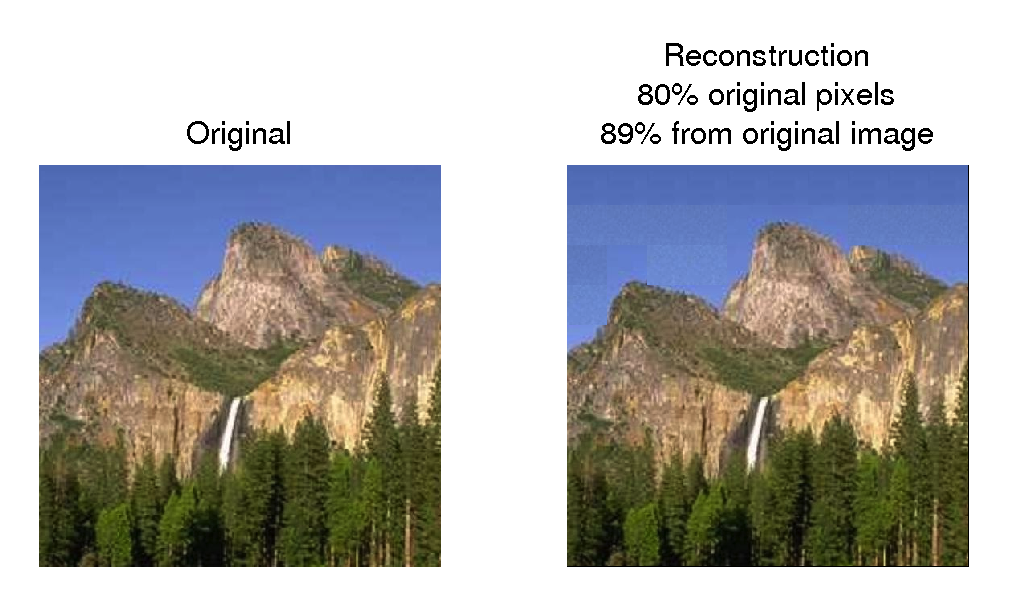 Original
Reconstruction
80% original pixels
89% from original image